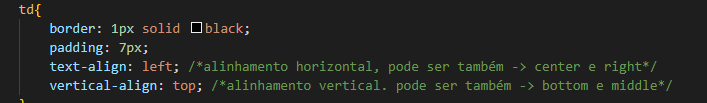 td{
border: 1px solid black;
padding: 7px;
text-align: left; /*alinhamento horizontal, pode ser também -> center e right*/
vertical-align: top; /*alinhamento vertical. pode ser também -> bottom e middle*/
}